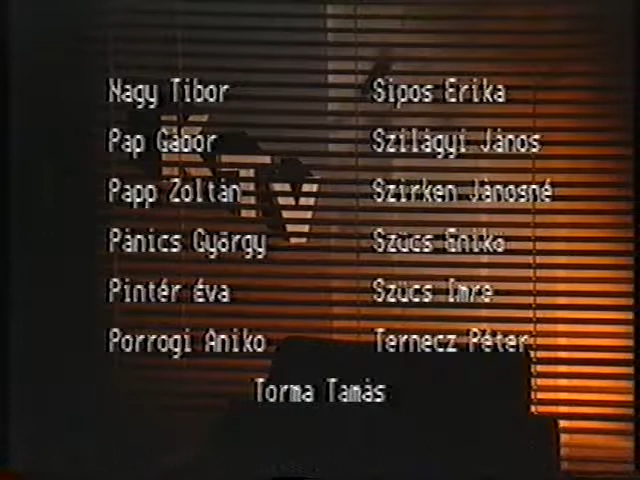 Nagy Tibor
Sipos Erika
Pap Gábor
Szilágyi János
Papp Zoltán
Szirken Jánosné
Pánics György
Szücs Enikö
Pintér Éva
Szücs Imre
Porrogi Aniko
Ternecz Péter
Torma Tamás